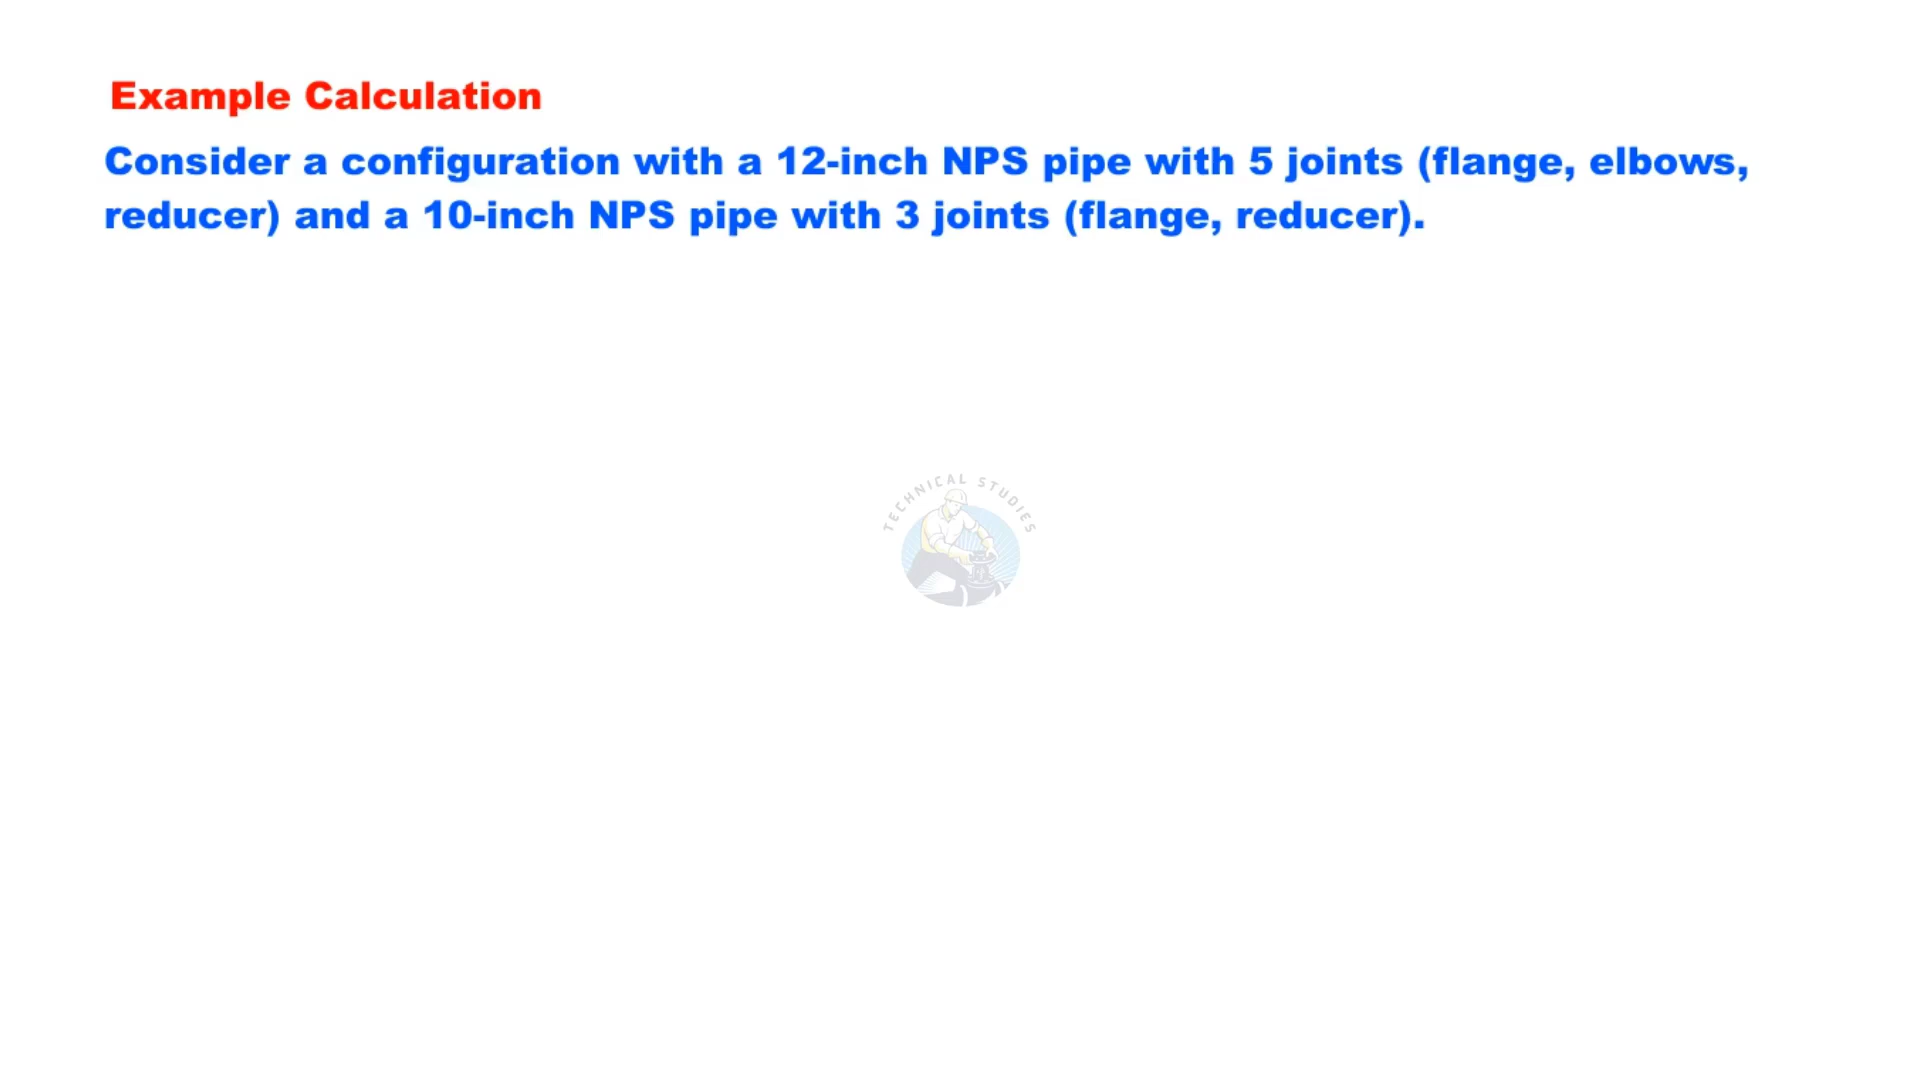 Example Calculation
Consider a configuration with a 12-inch NPS pipe with 5 joints (flange, elbows,
reducer) and a 10-inch NPS pipe with 3 joints (flange, reducer).
TECHNICAL STUDIES